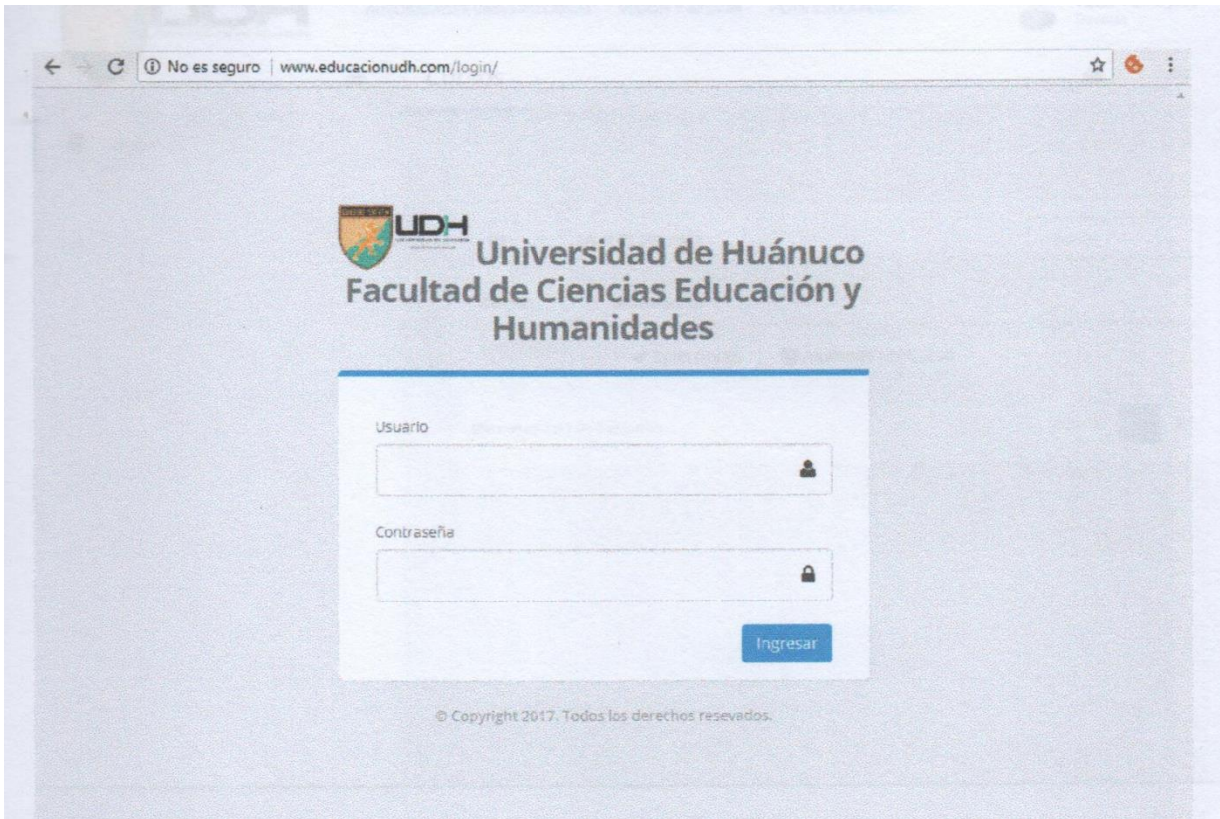 No es seguro | www.educacionudh.com/login/
UDH
Universidad de Huánuco
Facultad de Ciencias Educación y
Humanidades
Usuario
Contraseña
Ingresar
© Copyright 2017. Todos los derechos resevados.